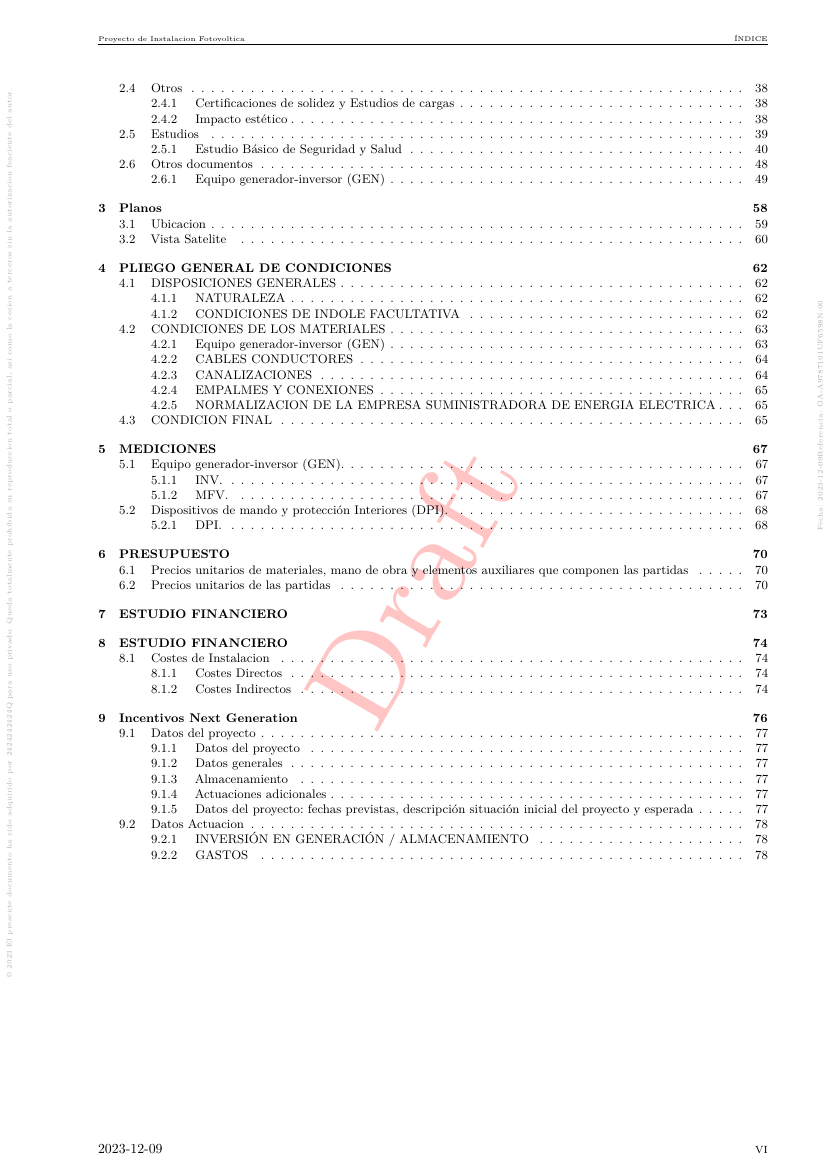 Proyecto de Instalacion Fotovoltica ÍNDICE
2.4 Otros . . . 38
2.4.1 Certificaciones de solidez y Estudios de cargas . . . 38
2.4.2 Impacto estético . . . 38
2.5 Estudios . . . 39
2.5.1 Estudio Básico de Seguridad y Salud . . . 40
2.6 Otros documentos . . . 48
2.6.1 Equipo generador-inversor (GEN) . . . 49
3 Planos 58
3.1 Ubicacion . . . 59
3.2 Vista Satelite . . . 60
4 PLIEGO GENERAL DE CONDICIONES 62
4.1 DISPOSICIONES GENERALES . . . 62
4.1.1 NATURALEZA . . . 62
4.1.2 CONDICIONES DE INDOLE FACULTATIVA . . . 62
4.2 CONDICIONES DE LOS MATERIALES . . . 63
4.2.1 Equipo generador-inversor (GEN) . . . 63
4.2.2 CABLES CONDUCTORES . . . 64
4.2.3 CANALIZACIONES . . . 64
4.2.4 EMPALMES Y CONEXIONES . . . 65
4.2.5 NORMALIZACION DE LA EMPRESA SUMINISTRADORA DE ENERGIA ELECTRICA . . . 65
4.3 CONDICION FINAL . . . 65
5 MEDICIONES 67
5.1 Equipo generador-inversor (GEN). . . . 67
5.1.1 INV. . . . 67
5.1.2 MFV. . . . 67
5.2 Dispositivos de mando y protección Interiores (DPI). . . . 68
5.2.1 DPI. . . . 68
6 PRESUPUESTO 70
6.1 Precios unitarios de materiales, mano de obra y elementos auxiliares que componen las partidas . . . 70
6.2 Precios unitarios de las partidas . . . 70
7 ESTUDIO FINANCIERO 73
8 ESTUDIO FINANCIERO 74
8.1 Costes de Instalacion . . . 74
8.1.1 Costes Directos . . . 74
8.1.2 Costes Indirectos . . . 74
9 Incentivos Next Generation 76
9.1 Datos del proyecto . . . 77
9.1.1 Datos del proyecto . . . 77
9.1.2 Datos generales . . . 77
9.1.3 Almacenamiento . . . 77
9.1.4 Actuaciones adicionales . . . 77
9.1.5 Datos del proyecto: fechas previstas, descripción situación inicial del proyecto y esperada . . . 77
9.2 Datos Actuacion . . . 78
9.2.1 INVERSIÓN EN GENERACIÓN / ALMACENAMIENTO . . . 78
9.2.2 GASTOS . . . 78
Draft
2023-12-09 VI
© 2023 El presente documento ha sido adquirido por 2424242424Q para uso privado. Queda totalmente prohibida su reproduccion total o parcial, así como la cesion a terceros sin la autorizacion feaciente del autor
Fecha: 2023-12-09Referencia